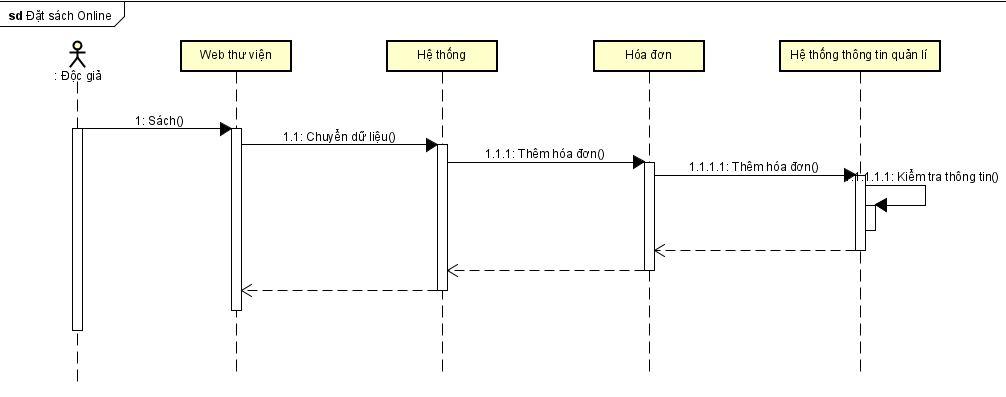 sd Đặt sách Online
: Độc giả
Web thư viện
Hệ thống
Hóa đơn
Hệ thống thông tin quản lí
1: Sách()
1.1: Chuyển dữ liệu()
1.1.1: Thêm hóa đơn()
1.1.1.1: Thêm hóa đơn()
1.1.1.1.1: Kiểm tra thông tin()